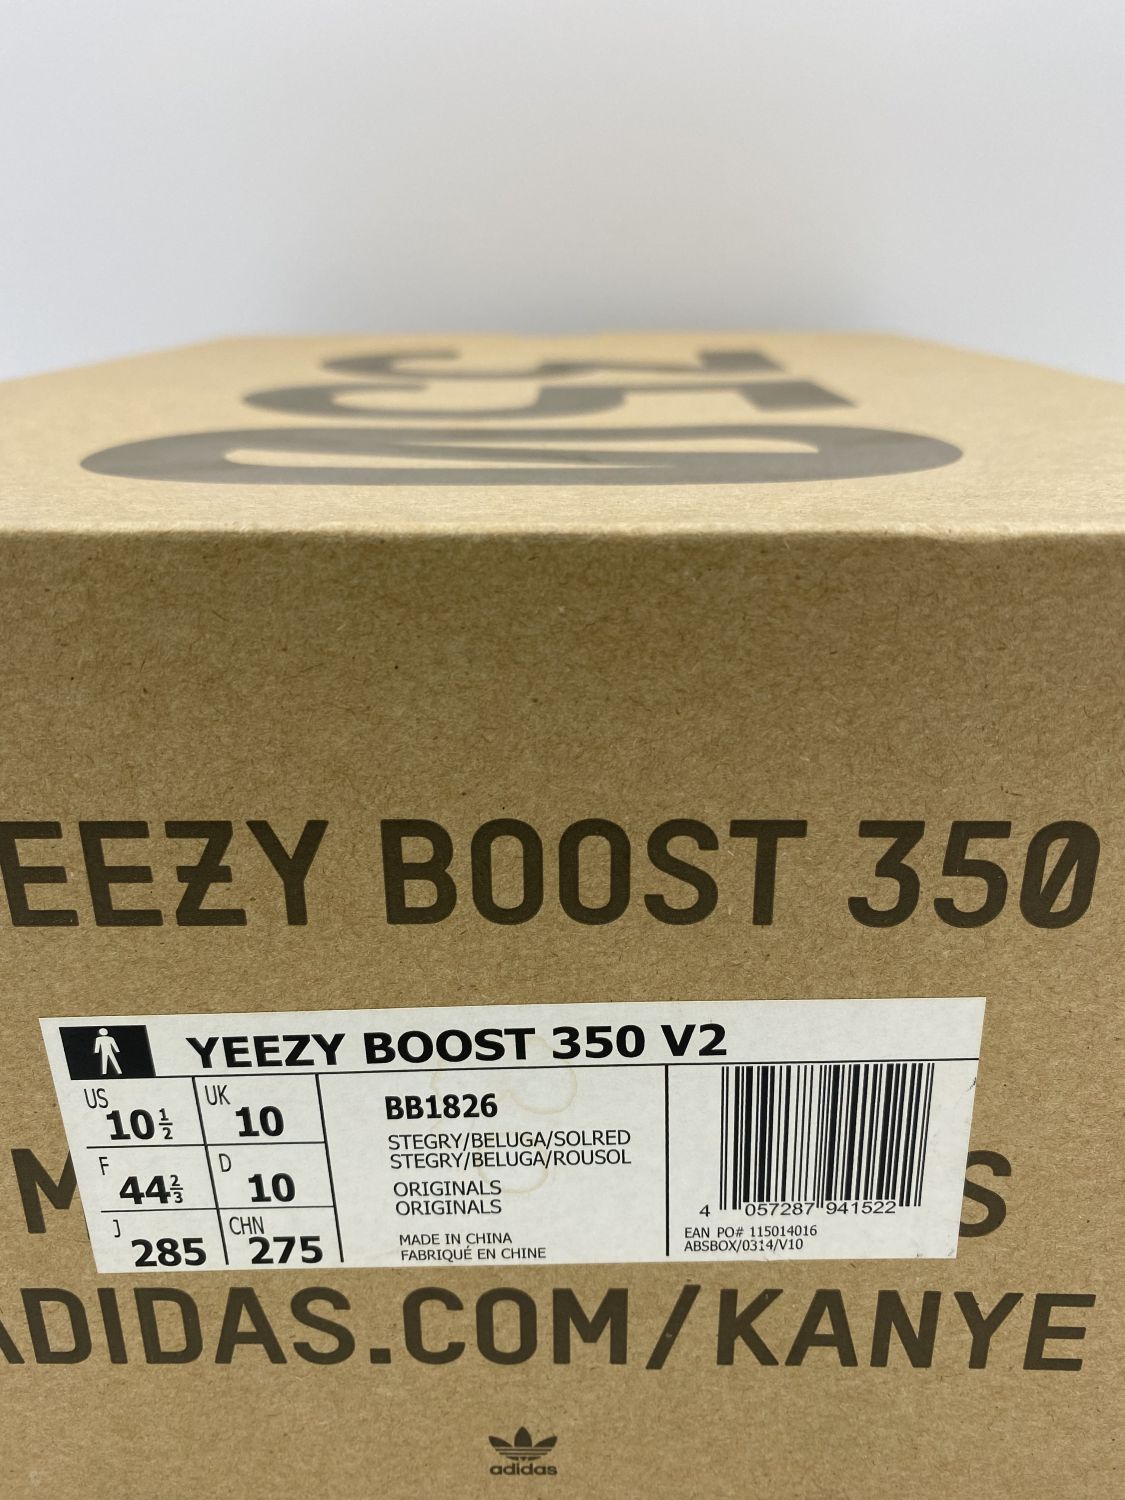 350
EEZY BOOST 350
YEEZY BOOST 350 V2
US 10½ UK 10
F 44⅔ D 10
J 285 CHN 275
BB1826
STEGRY/BELUGA/SOLRED
STEGRY/BELUGA/ROUSOL
ORIGINALS
ORIGINALS
MADE IN CHINA
FABRIQUÉ EN CHINE
4 057287 941522
EAN PO# 115014016
ABSBOX/0314/V10
M S
ADIDAS.COM/KANYE
adidas